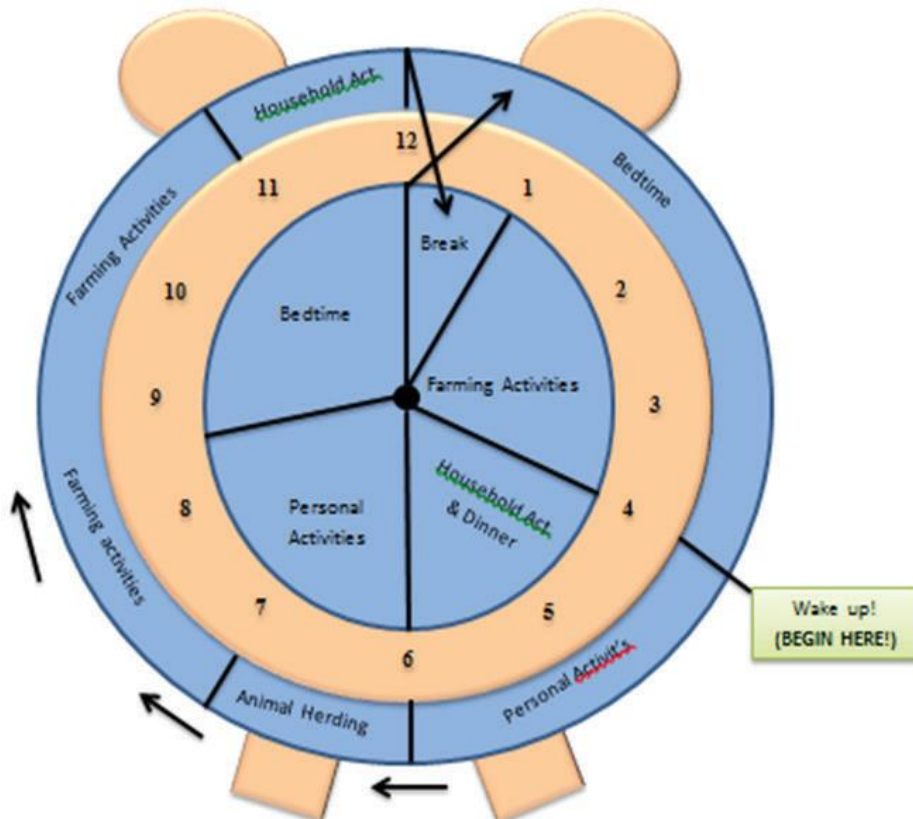 Household Act.
12
Bedtime
11
1
Farming Activities
Break
10
2
Bedtime
Farming Activities
9
3
Household Act.
& Dinner
Farming activities
8
4
Personal
Activities
7
5
Wake up!
(BEGIN HERE!)
6
Personal Activit's
Animal Herding